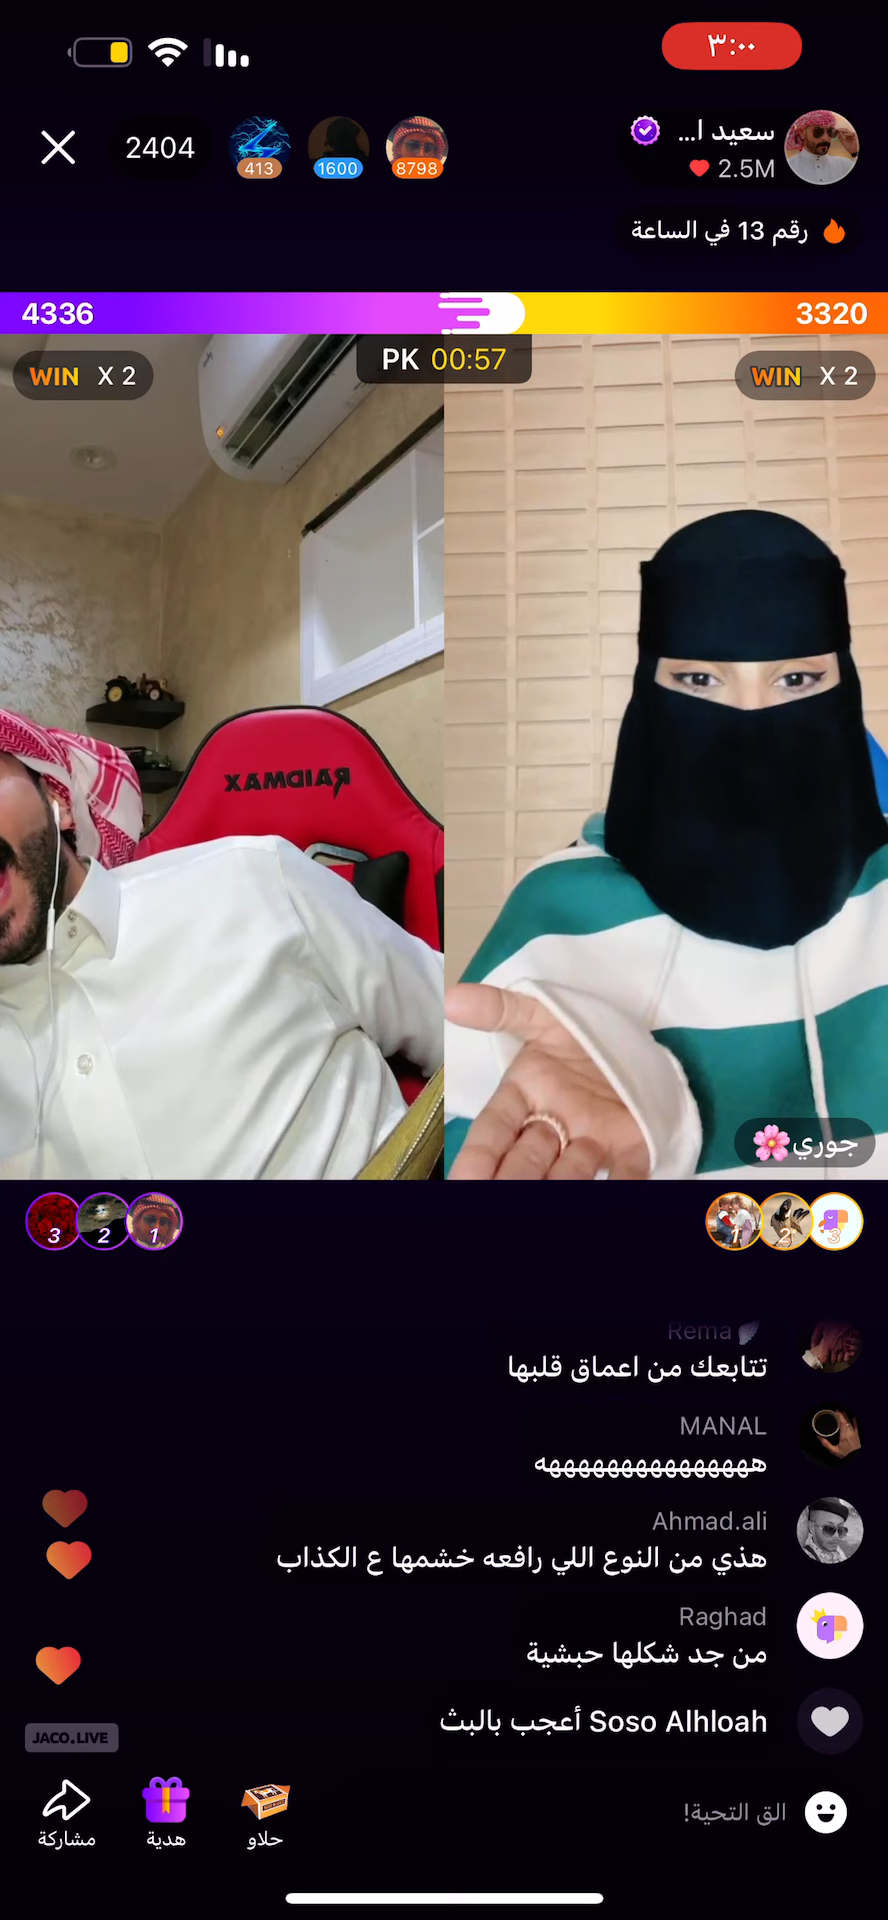 ٣:٠٠
سعيد ا...
2.5M
8798
1600
413
2404
رقم 13 في الساعة
4336
3320
PK 00:57
WIN X 2
WIN X 2
RAIDMAX
جوري
3
2
1
1
2
3
Rema
تتابعك من اعماق قلبها
MANAL
ههههههههههههههههه
Ahmad.ali
هذي من النوع اللي رافعه خشمها ع الكذاب
Raghad
من جد شكلها حبشية
Soso Alhloah أعجب بالبث
JACO.LIVE
الق التحية!
حلاو
هدية
مشاركة